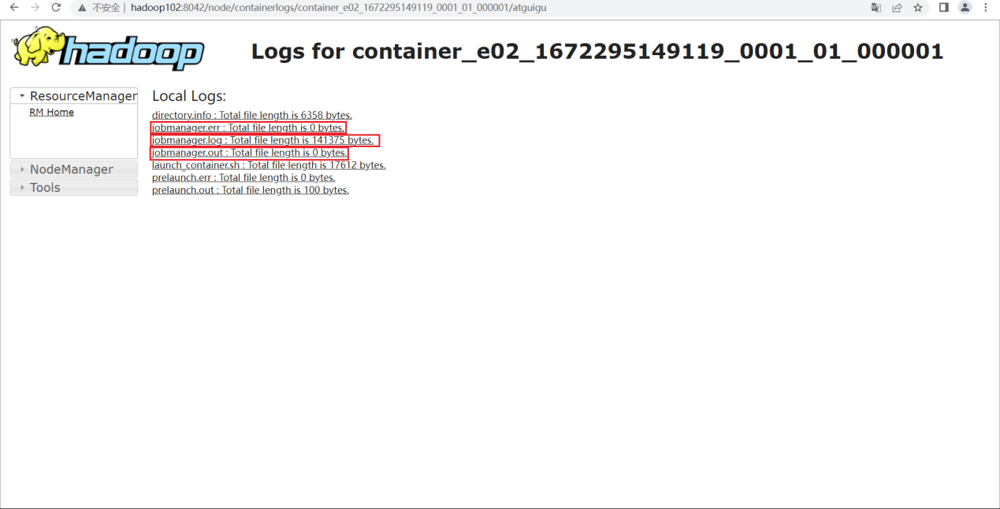 不安全 | hadoop102:8042/node/containerlogs/container_e02_1672295149119_0001_01_000001/atguigu
hadoop
Logs for container_e02_1672295149119_0001_01_000001
ResourceManager
RM Home
NodeManager
Tools
Local Logs:
directory.info : Total file length is 6358 bytes.
jobmanager.err : Total file length is 0 bytes.
jobmanager.log : Total file length is 141375 bytes.
jobmanager.out : Total file length is 0 bytes.
launch_container.sh : Total file length is 17612 bytes.
prelaunch.err : Total file length is 0 bytes.
prelaunch.out : Total file length is 100 bytes.